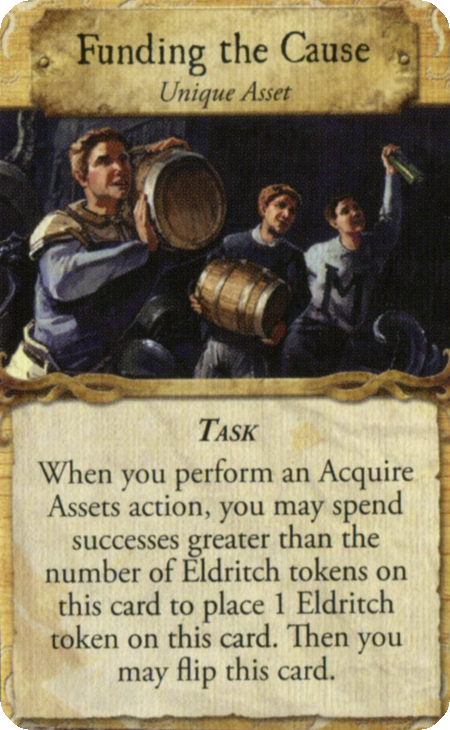 Funding the Cause
Unique Asset
M
TASK
When you perform an Acquire
Assets action, you may spend
successes greater than the
number of Eldritch tokens on
this card to place 1 Eldritch
token on this card. Then you
may flip this card.